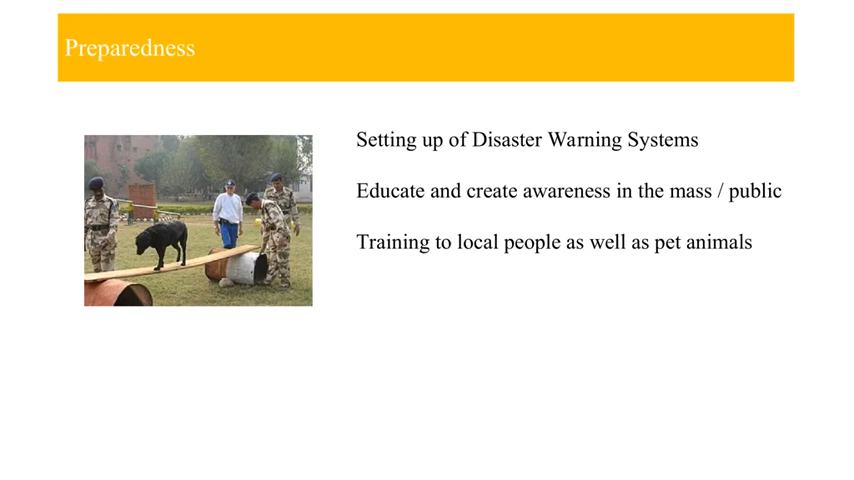 Preparedness
Setting up of Disaster Warning Systems
Educate and create awareness in the mass / public
Training to local people as well as pet animals